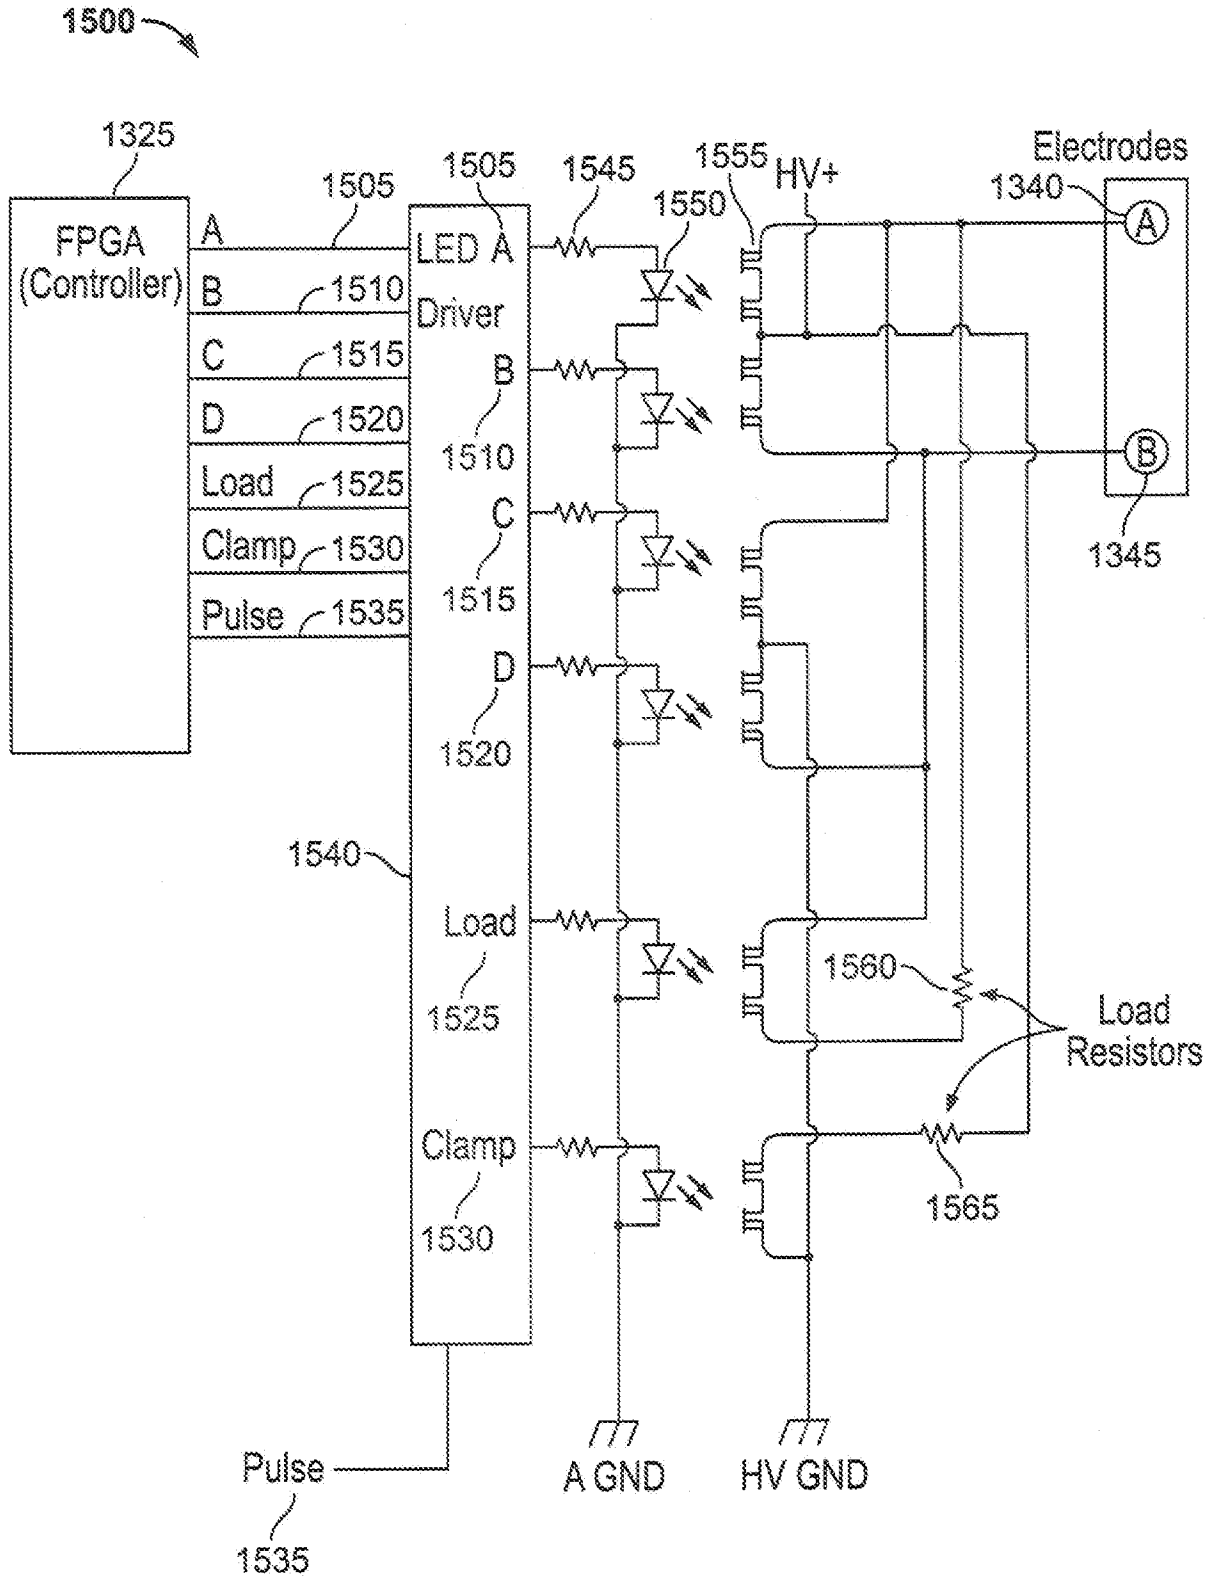 1500
1325
FPGA
(Controller)
A
1505
B
1510
C
1515
D
1520
Load
1525
Clamp
1530
Pulse
1535
1505
LED A
Driver
B
1510
C
1515
D
1520
1540
Load
1525
Clamp
1530
Pulse
1535
1545
1550
1555
HV+
Electrodes
1340
A
B
1345
1560
Load
Resistors
1565
A GND
HV GND